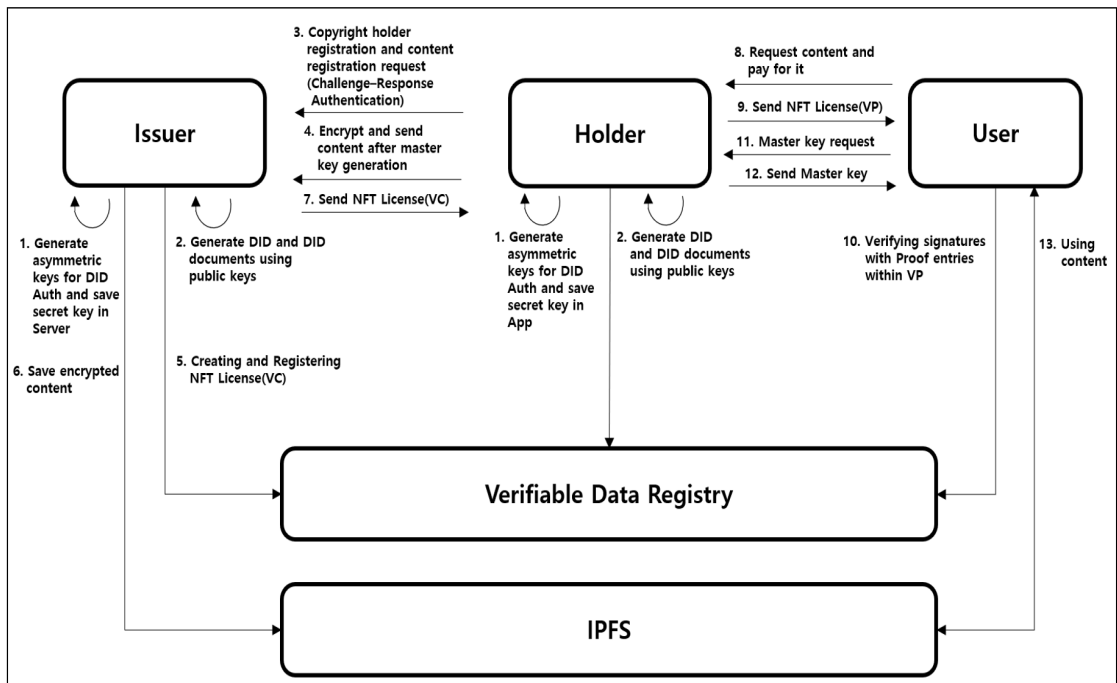 3. Copyright holder
registration and content
registration request
(Challenge–Response
Authentication)
8. Request content and
pay for it
Issuer
Holder
User
4. Encrypt and send
content after master
key generation
9. Send NFT License(VP)
11. Master key request
12. Send Master key
7. Send NFT License(VC)
1. Generate
asymmetric
keys for DID
Auth and save
secret key in
Server
2. Generate DID and DID
documents using
public keys
1. Generate
asymmetric
keys for DID
Auth and save
secret key in
App
2. Generate DID
and DID documents
using public keys
10. Verifying signatures
with Proof entries
within VP
13. Using
content
6. Save encrypted
content
5. Creating and Registering
NFT License(VC)
Verifiable Data Registry
IPFS